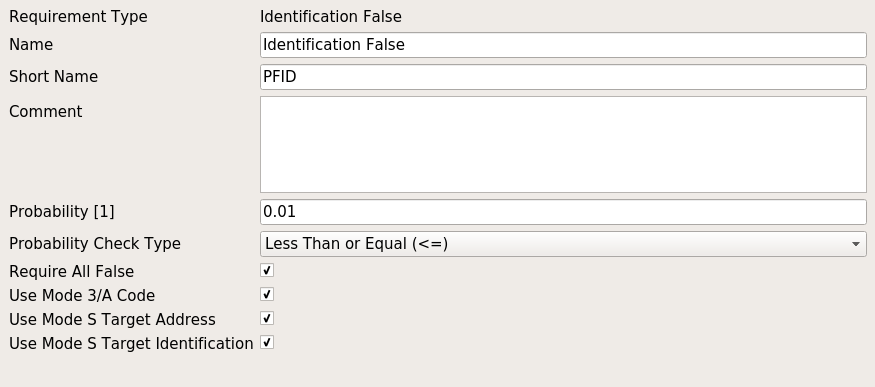 Requirement Type Identification False
Name Identification False
Short Name PFID
Comment
Probability [1] 0.01
Probability Check Type Less Than or Equal (<=)
Require All False
Use Mode 3/A Code
Use Mode S Target Address
Use Mode S Target Identification